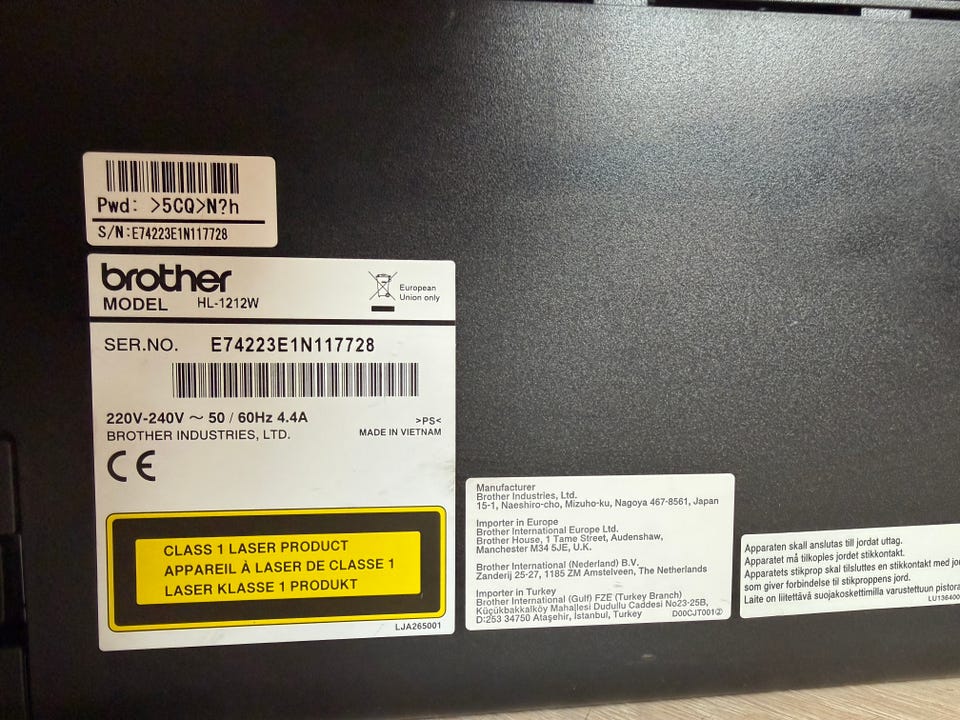 Pwd: >5CQ>N?h
S/N:E74223E1N117728
brother
MODEL HL-1212W
European
Union only
SER.NO. E74223E1N117728
220V-240V ~ 50 / 60Hz 4.4A
BROTHER INDUSTRIES, LTD.
>PS<
MADE IN VIETNAM
CE
CLASS 1 LASER PRODUCT
APPAREIL À LASER DE CLASSE 1
LASER KLASSE 1 PRODUKT
LJA265001
Manufacturer
Brother Industries, Ltd.
15-1, Naeshiro-cho, Mizuho-ku, Nagoya 467-8561, Japan
Importer in Europe
Brother International Europe Ltd.
Brother House, 1 Tame Street, Audenshaw,
Manchester M34 5JE, U.K.
Brother International (Nederland) B.V.
Zanderij 25-27, 1185 ZM Amstelveen, The Netherlands
Importer in Turkey
Brother International (Gulf) FZE (Turkey Branch)
Küçükbakkalköy Mahallesi Dudullu Caddesi No23-25B,
D:253 34750 Ataşehir, İstanbul, Turkey
D00CJT001②
Apparaten skall anslutas till jordat uttag.
Apparatet må tilkoples jordet stikkontakt.
Apparatets stikprop skal tilsluttes en stikkontakt med
som giver forbindelse til stikproppens jord.
Laite on liitettävä suojakoskettimilla varustettuun